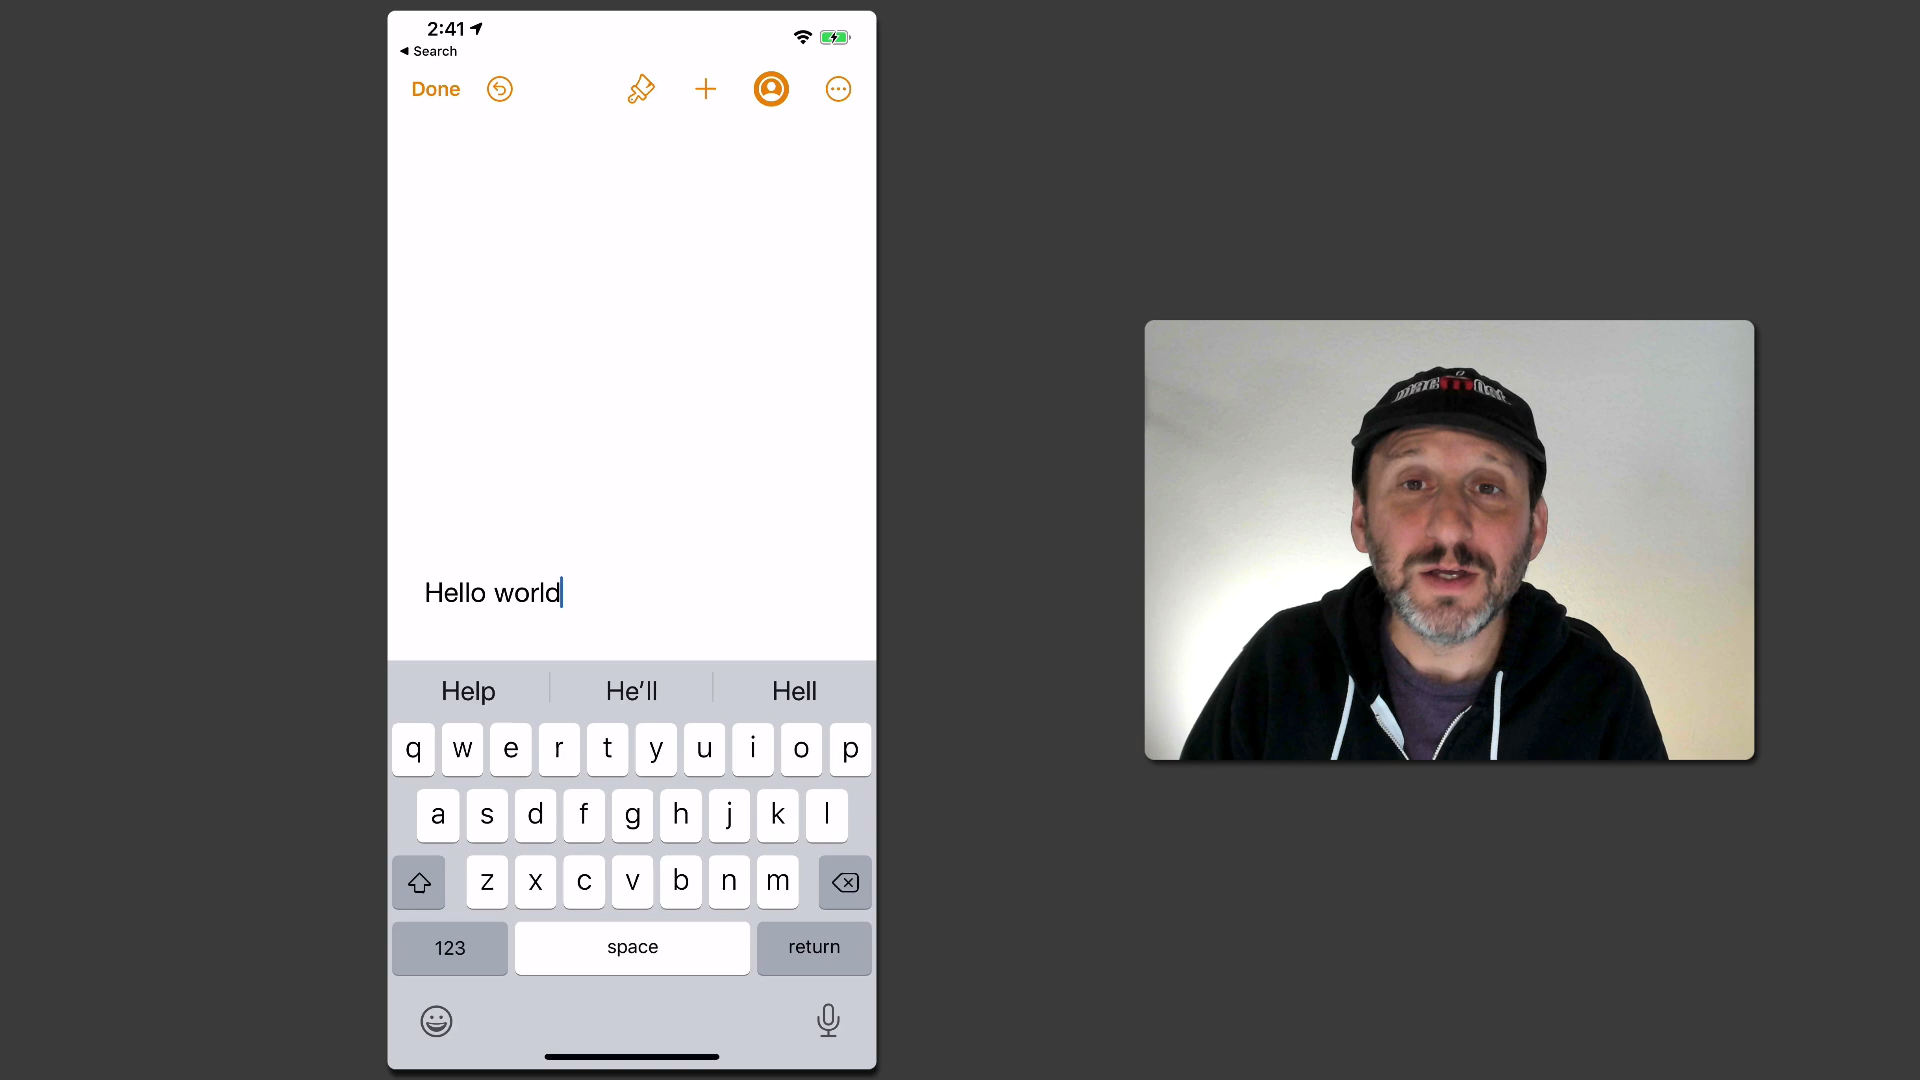 2:41
Search
Done
Hello world
Help He’ll Hell
q w e r t y u i o p
a s d f g h j k l
z x c v b n m
123 space return